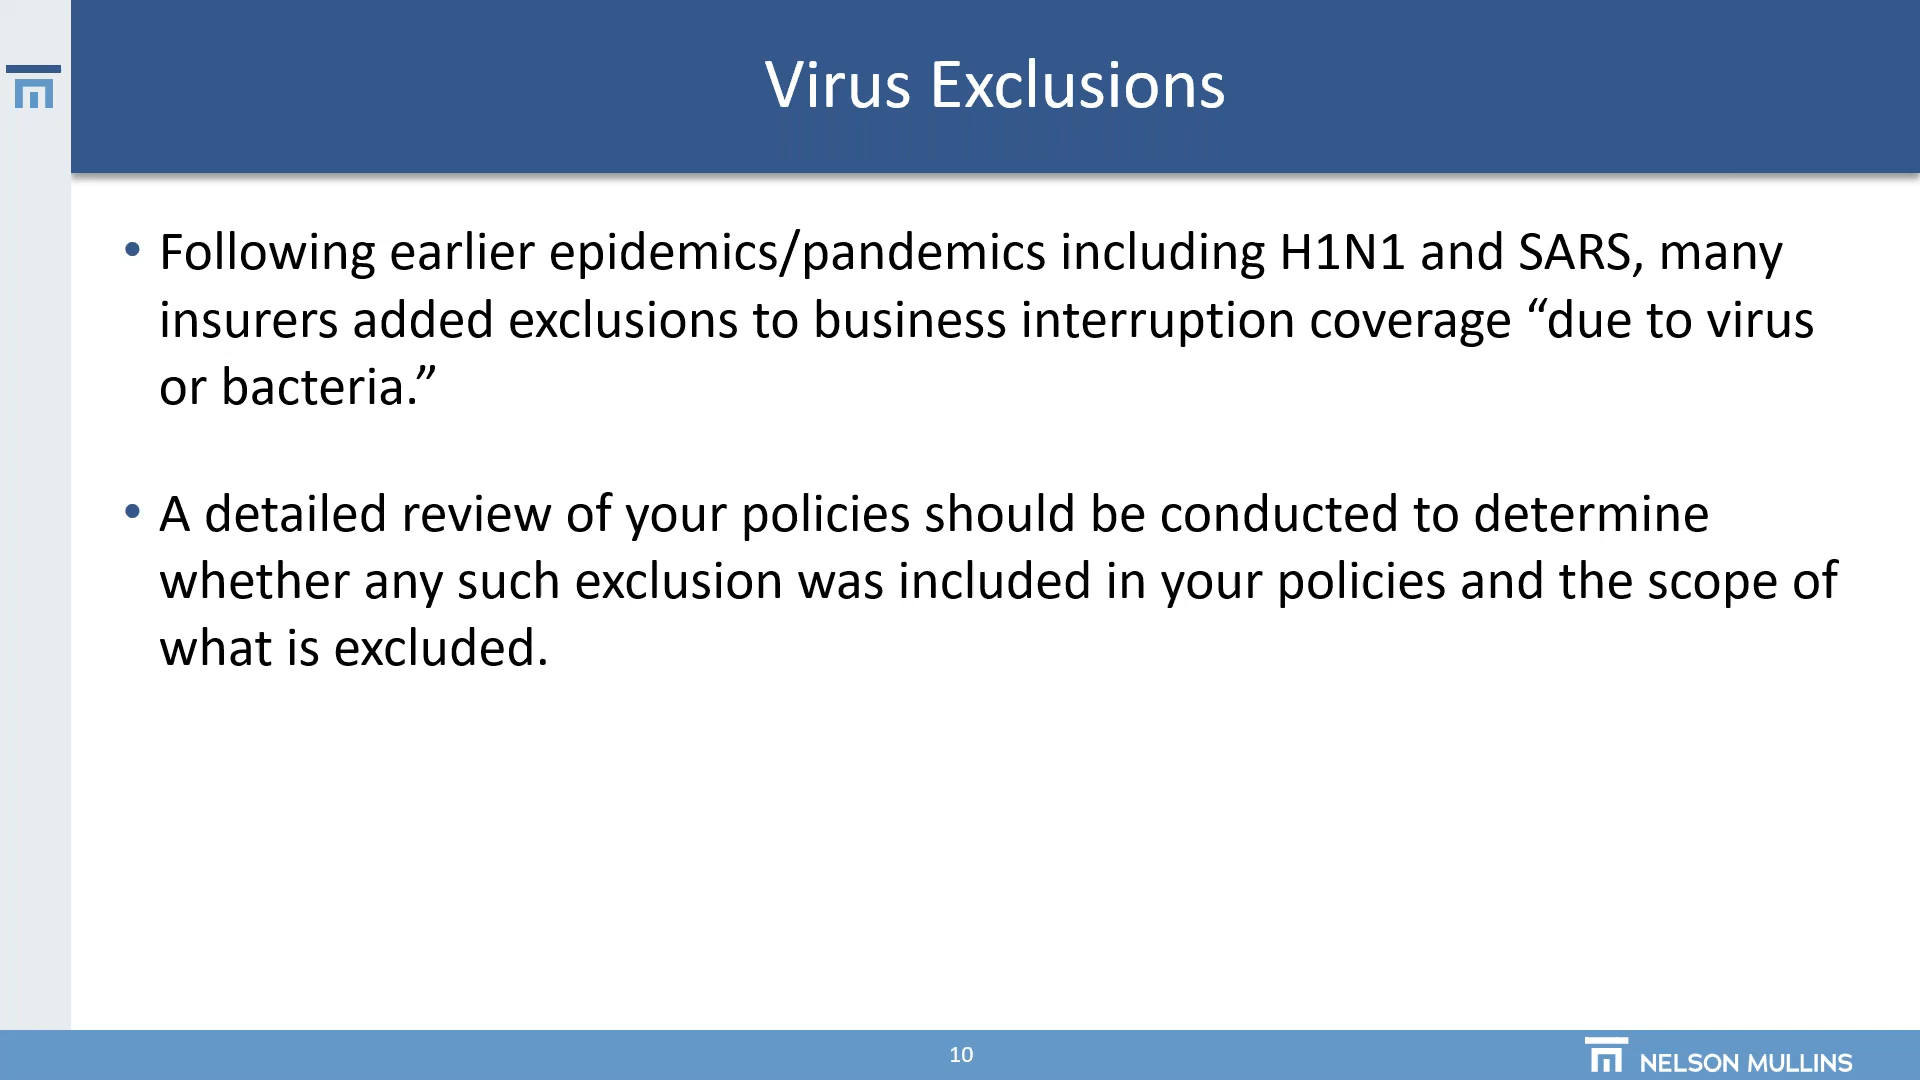 Virus Exclusions
• Following earlier epidemics/pandemics including H1N1 and SARS, many
insurers added exclusions to business interruption coverage “due to virus
or bacteria.”
• A detailed review of your policies should be conducted to determine
whether any such exclusion was included in your policies and the scope of
what is excluded.
10
NELSON MULLINS